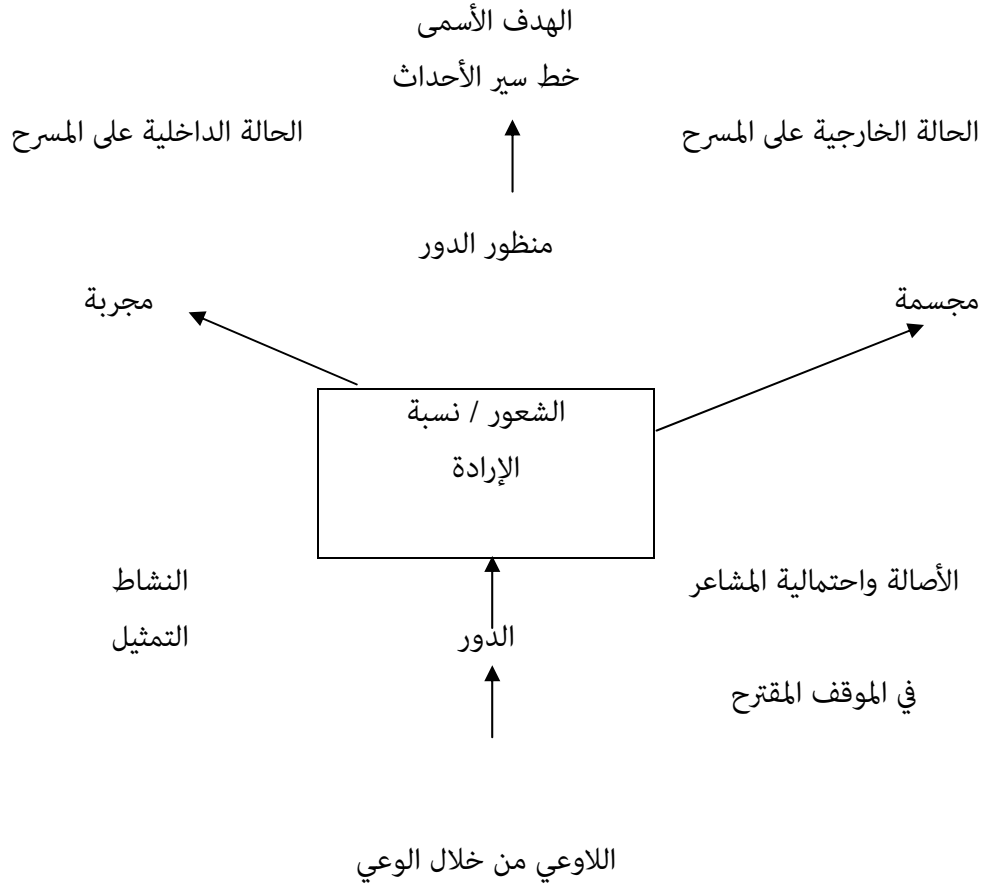 الهدف الأسمى
خط سير الأحداث
الحالة الخارجية على المسرح
الحالة الداخلية على المسرح
منظور الدور
مجسمة
مجربة
الشعور / نسبة
الإرادة
الأصالة واحتمالية المشاعر
النشاط
الدور
التمثيل
في الموقف المقترح
اللاوعي من خلال الوعي